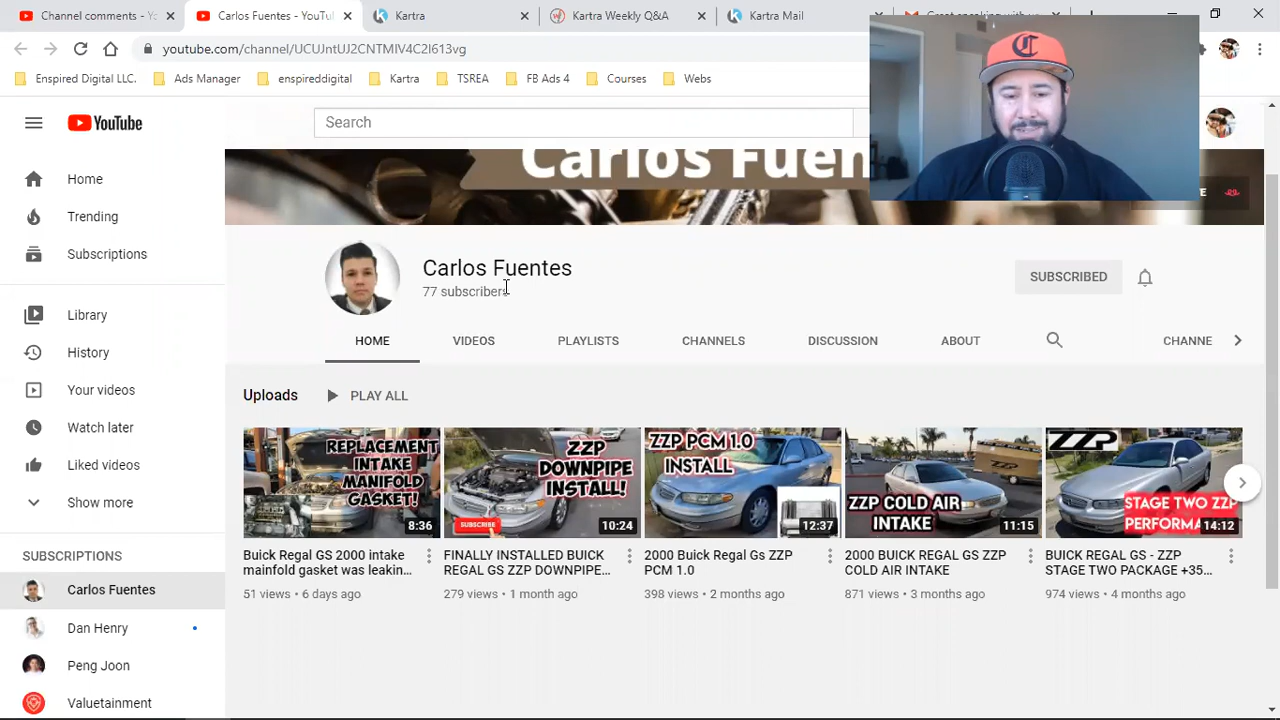 Channel comments - Yo
Carlos Fuentes - YouTu
Kartra
Kartra Weekly Q&A
Kartra Mail
youtube.com/channel/UCUJntUJ2CNTMIV4C2l613vg
Enspired Digital LLC.
Ads Manager
enspireddigital
Kartra
TSREA
FB Ads 4
Courses
Webs
YouTube
Search
Home
Trending
Subscriptions
Library
History
Your videos
Watch later
Liked videos
Show more
SUBSCRIPTIONS
Carlos Fuentes
Dan Henry
Peng Joon
Valuetainment
Carlos Fuen
Carlos Fuentes
77 subscribers
SUBSCRIBED
HOME
VIDEOS
PLAYLISTS
CHANNELS
DISCUSSION
ABOUT
CHANNE
Uploads
PLAY ALL
REPLACEMENT
INTAKE
MANIFOLD
GASKET!
8:36
Buick Regal GS 2000 intake
mainfold gasket was leakin...
51 views • 6 days ago
ZZP
DOWNPIPE
INSTALL!
SUBSCRIBE
10:24
FINALLY INSTALLED BUICK
REGAL GS ZZP DOWNPIPE...
279 views • 1 month ago
ZZP PCM 1.0
INSTALL
12:37
2000 Buick Regal Gs ZZP
PCM 1.0
398 views • 2 months ago
ZZP COLD AIR
INTAKE
11:15
2000 BUICK REGAL GS ZZP
COLD AIR INTAKE
871 views • 3 months ago
ZZP
STAGE TWO ZZP
PERFORMA
14:12
BUICK REGAL GS - ZZP
STAGE TWO PACKAGE +35...
974 views • 4 months ago